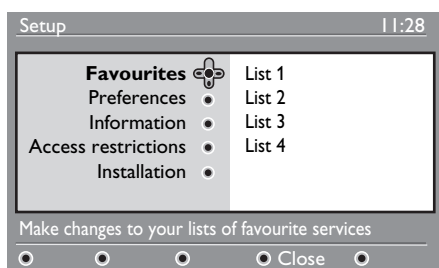 Setup 11:28
Favourites List 1
Preferences List 2
Information List 3
Access restrictions List 4
Installation
Make changes to your lists of favourite services
Close